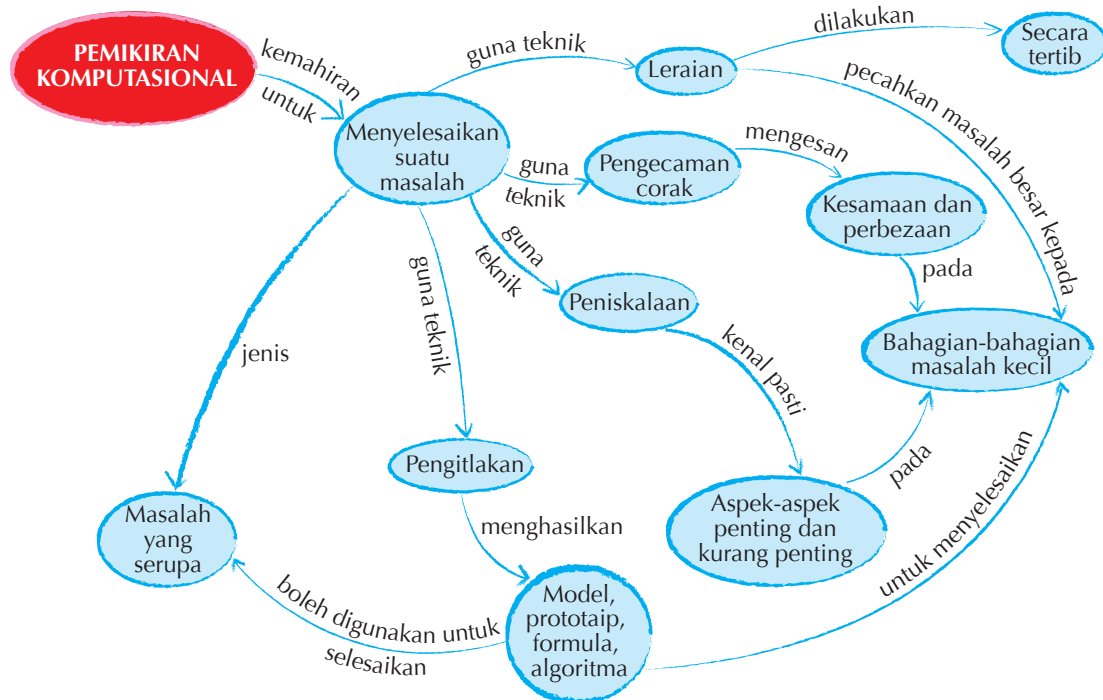 PEMIKIRAN
KOMPUTASIONAL
kemahiran
untuk
Menyelesaikan
suatu
masalah
guna teknik
Leraian
dilakukan
Secara
tertib
pecahkan masalah besar kepada
guna
teknik
Pengecaman
corak
mengesan
Kesamaan dan
perbezaan
pada
Bahagian-bahagian
masalah kecil
guna
teknik
Peniskalaan
kenal pasti
Aspek-aspek
penting dan
kurang penting
pada
guna teknik
Pengitlakan
menghasilkan
Model,
prototaip,
formula,
algoritma
untuk menyelesaikan
boleh digunakan untuk
selesaikan
jenis
Masalah
yang
serupa